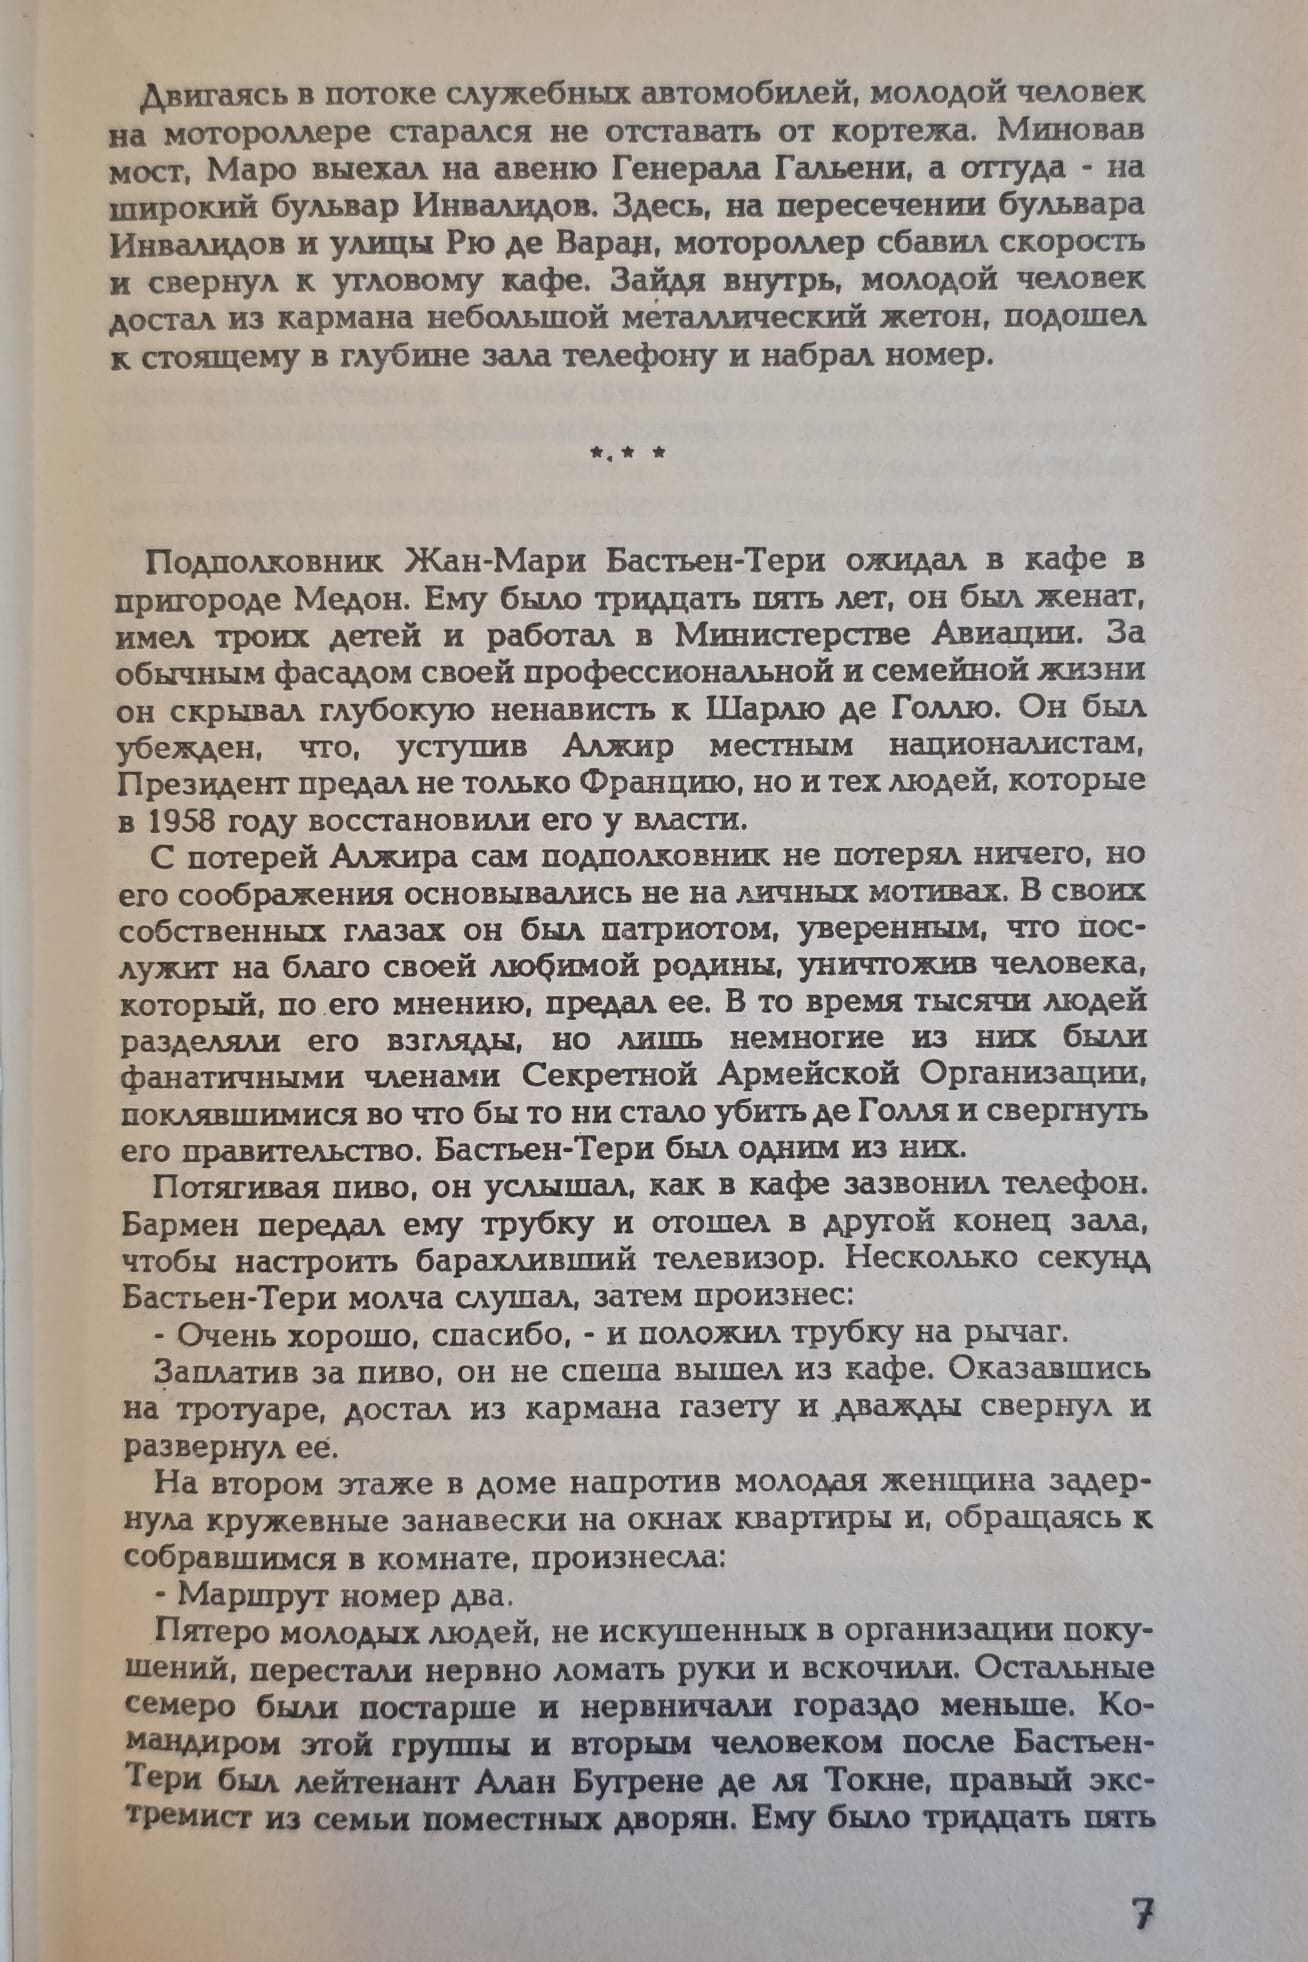 Двигаясь в потоке служебных автомобилей, молодой человек
на мотороллере старался не отставать от кортежа. Миновав
мост, Маро выехал на авеню Генерала Гальени, а оттуда - на
широкий бульвар Инвалидов. Здесь, на пересечении бульвара
Инвалидов и улицы Рю де Варан, мотороллер сбавил скорость
и свернул к угловому кафе. Зайдя внутрь, молодой человек
достал из кармана небольшой металлический жетон, подошел
к стоящему в глубине зала телефону и набрал номер.
* * *
Подполковник Жан-Мари Бастьен-Тери ожидал в кафе в
пригороде Медон. Ему было тридцать пять лет, он был женат,
имел троих детей и работал в Министерстве Авиации. За
обычным фасадом своей профессиональной и семейной жизни
он скрывал глубокую ненависть к Шарлю де Голлю. Он был
убежден, что, уступив Алжир местным националистам,
Президент предал не только Францию, но и тех людей, которые
в 1958 году восстановили его у власти.
С потерей Алжира сам подполковник не потерял ничего, но
его соображения основывались не на личных мотивах. В своих
собственных глазах он был патриотом, уверенным, что пос-
лужит на благо своей любимой родины, уничтожив человека,
который, по его мнению, предал ее. В то время тысячи людей
разделяли его взгляды, но лишь немногие из них были
фанатичными членами Секретной Армейской Организации,
поклявшимися во что бы то ни стало убить де Голля и свергнуть
его правительство. Бастьен-Тери был одним из них.
Потягивая пиво, он услышал, как в кафе зазвонил телефон.
Бармен передал ему трубку и отошел в другой конец зала,
чтобы настроить барахливший телевизор. Несколько секунд
Бастьен-Тери молча слушал, затем произнес:
- Очень хорошо, спасибо, - и положил трубку на рычаг.
Заплатив за пиво, он не спеша вышел из кафе. Оказавшись
на тротуаре, достал из кармана газету и дважды свернул и
развернул ее.
На втором этаже в доме напротив молодая женщина задер-
нула кружевные занавески на окнах квартиры и, обращаясь к
собравшимся в комнате, произнесла:
- Маршрут номер два.
Пятеро молодых людей, не искушенных в организации поку-
шений, перестали нервно ломать руки и вскочили. Остальные
семеро были постарше и нервничали гораздо меньше. Ко-
мандиром этой группы и вторым человеком после Бастьен-
Тери был лейтенант Алан Бугрене де ля Токне, правый экс-
тремист из семьи поместных дворян. Ему было тридцать пять
7